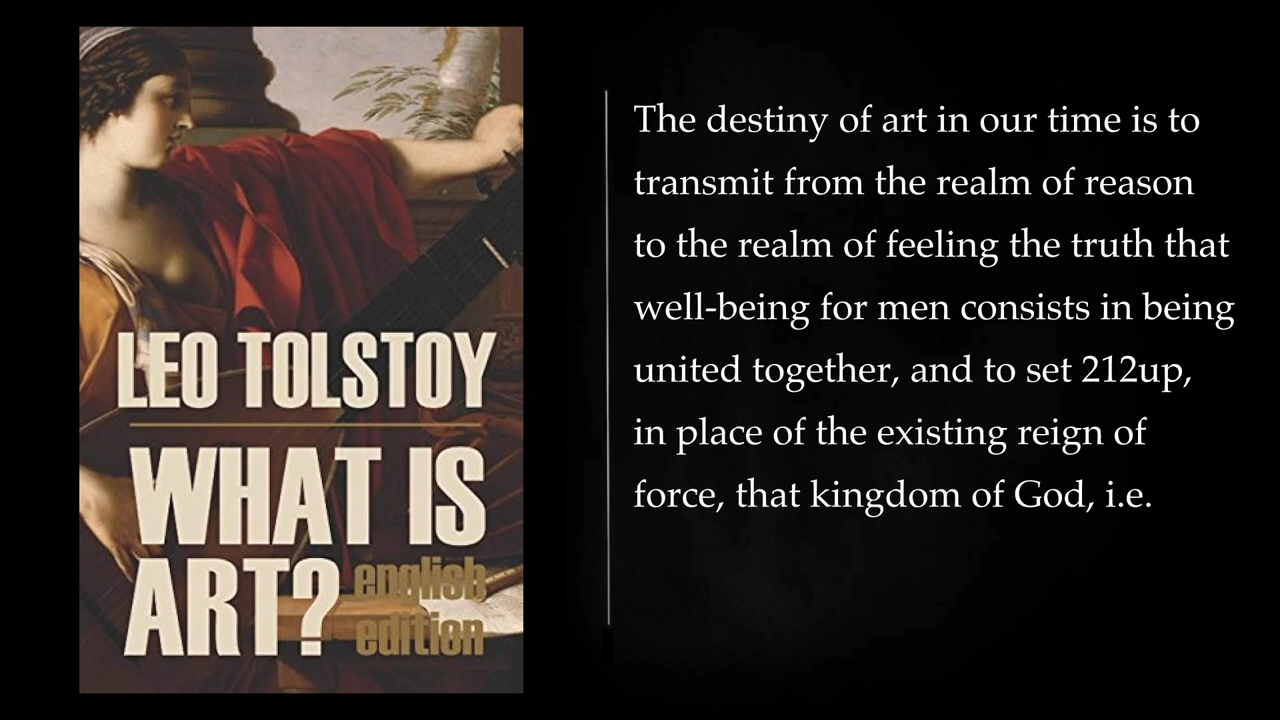 LEO TOLSTOY
WHAT IS
ART?
english
edition
The destiny of art in our time is to
transmit from the realm of reason
to the realm of feeling the truth that
well-being for men consists in being
united together, and to set 212up,
in place of the existing reign of
force, that kingdom of God, i.e.